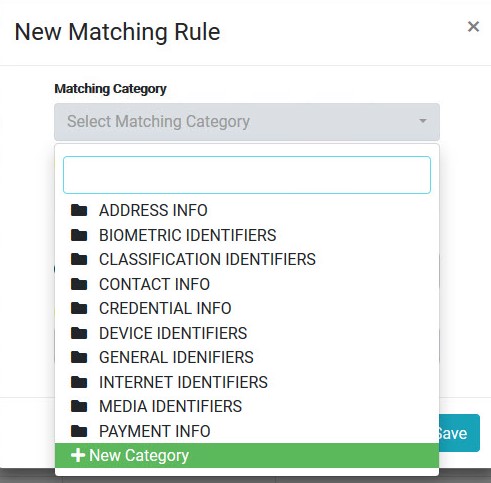 New Matching Rule
×
Matching Category
Select Matching Category
ADDRESS INFO
BIOMETRIC IDENTIFIERS
CLASSIFICATION IDENTIFIERS
CONTACT INFO
CREDENTIAL INFO
DEVICE IDENTIFIERS
GENERAL IDENIFIERS
INTERNET IDENTIFIERS
MEDIA IDENTIFIERS
PAYMENT INFO
Save
+ New Category